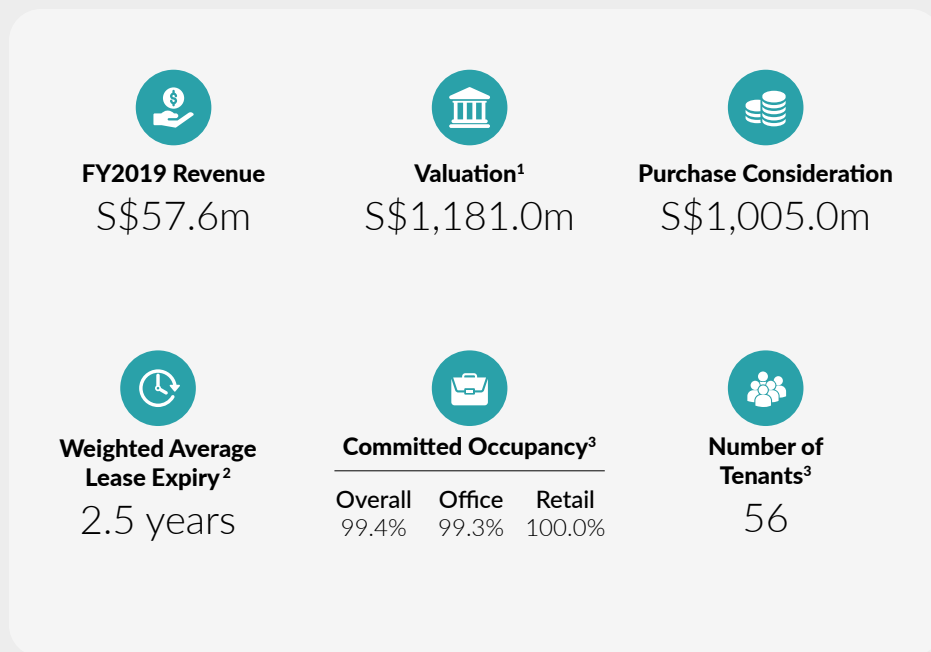 FY2019 Revenue
S$57.6m
Valuation¹
S$1,181.0m
Purchase Consideration
S$1,005.0m
Weighted Average
Lease Expiry²
2.5 years
Committed Occupancy³
Overall Office Retail
99.4% 99.3% 100.0%
Number of
Tenants³
56